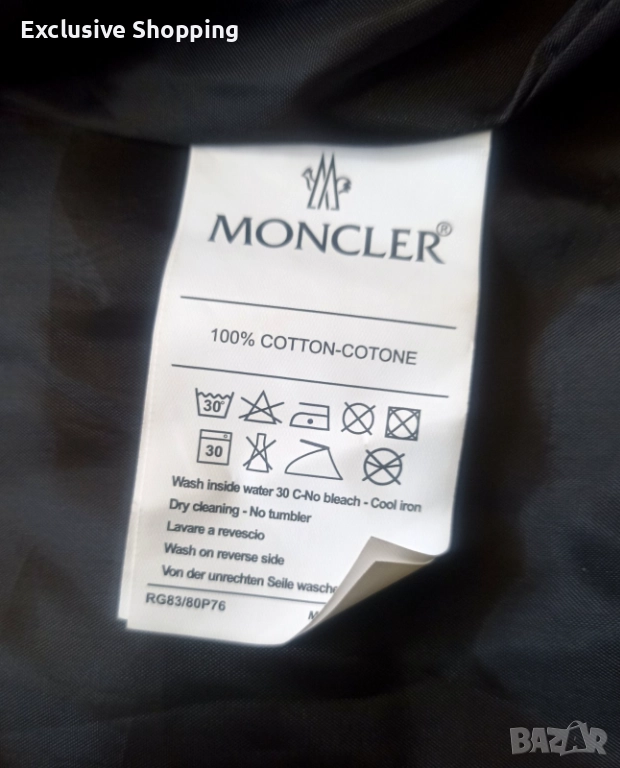 Exclusive Shopping
MONCLER®
100% COTTON-COTONE
30
30
Wash inside water 30 C-No bleach - Cool iron
Dry cleaning - No tumbler
Lavare a revescio
Wash on reverse side
Von der unrechten Seile wasche
RG83/80P76
BAZAR